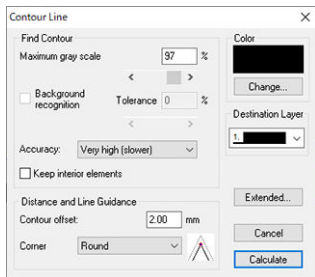 Contour Line
Find Contour
Maximum gray scale 97 %
Background recognition
Tolerance 0 %
Accuracy: Very high (slower)
Keep interior elements
Distance and Line Guidance
Contour offset: 2.00 mm
Corner Round
Color
Change...
Destination Layer
1.
Extended...
Cancel
Calculate